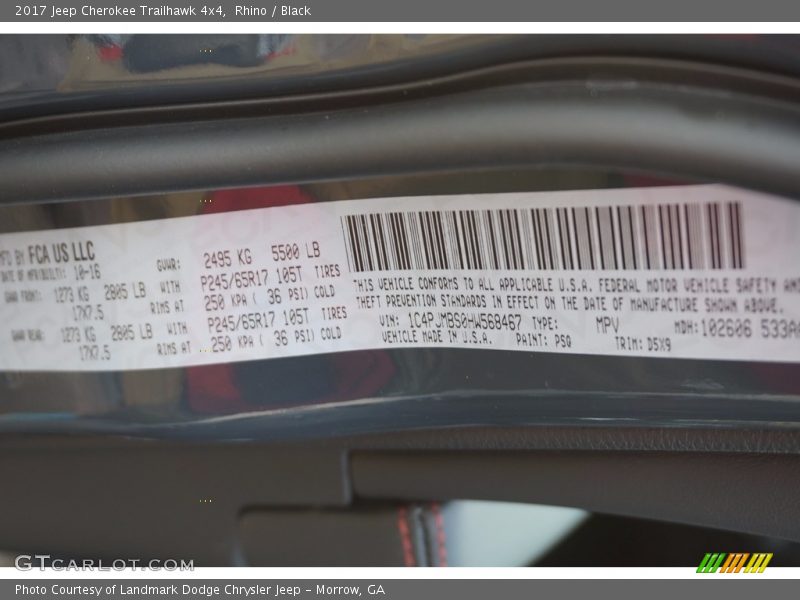 2017 Jeep Cherokee Trailhawk 4x4, Rhino / Black
MFD BY FCA US LLC
DATE OF MFR/BUILT: 10-16
GVWR: 2495 KG 5500 LB
GAWR FRONT: 1273 KG 2805 LB WITH P245/65R17 105T TIRES
17X7.5 RIMS AT 250 KPA ( 36 PSI) COLD
GAWR REAR: 1273 KG 2805 LB WITH P245/65R17 105T TIRES
17X7.5 RIMS AT 250 KPA ( 36 PSI) COLD
THIS VEHICLE CONFORMS TO ALL APPLICABLE U.S.A. FEDERAL MOTOR VEHICLE SAFETY AND
THEFT PREVENTION STANDARDS IN EFFECT ON THE DATE OF MANUFACTURE SHOWN ABOVE.
VIN: 1C4PJMBS0HW568467 TYPE: MPV MDH:102606 533A
VEHICLE MADE IN U.S.A. PAINT: PSQ TRIM: D5X9
GTCARLOT.COM
Photo Courtesy of Landmark Dodge Chrysler Jeep – Morrow, GA